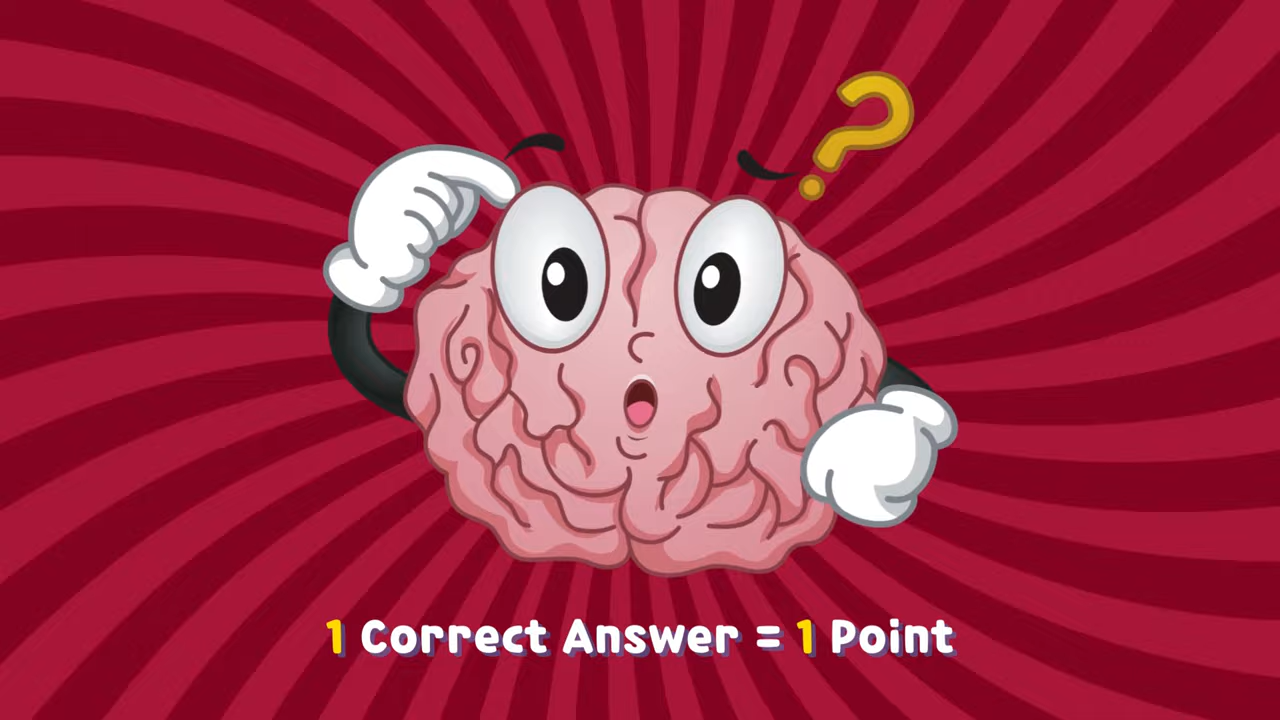 ?
1 Correct Answer = 1 Point